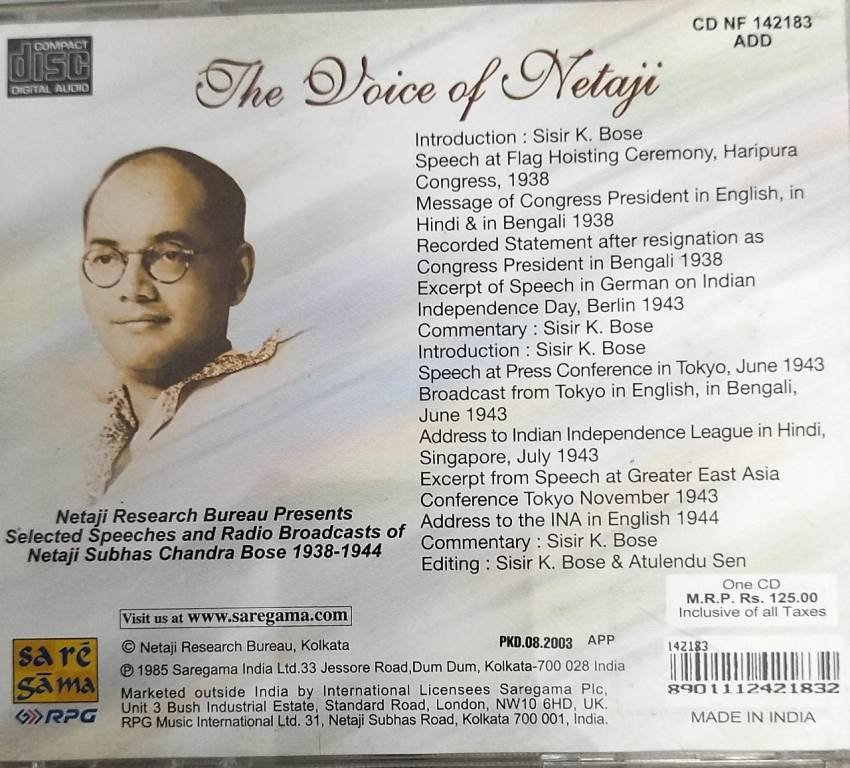 COMPACT
disc
DIGITAL AUDIO
CD NF 142183
ADD
The Voice of Netaji
Introduction : Sisir K. Bose
Speech at Flag Hoisting Ceremony, Haripura
Congress, 1938
Message of Congress President in English, in
Hindi & in Bengali 1938
Recorded Statement after resignation as
Congress President in Bengali 1938
Excerpt of Speech in German on Indian
Independence Day, Berlin 1943
Commentary : Sisir K. Bose
Introduction : Sisir K. Bose
Speech at Press Conference in Tokyo, June 1943
Broadcast from Tokyo in English, in Bengali,
June 1943
Address to Indian Independence League in Hindi,
Singapore, July 1943
Excerpt from Speech at Greater East Asia
Conference Tokyo November 1943
Address to the INA in English 1944
Commentary : Sisir K. Bose
Editing : Sisir K. Bose & Atulendu Sen
Netaji Research Bureau Presents
Selected Speeches and Radio Broadcasts of
Netaji Subhas Chandra Bose 1938-1944
One CD
M.R.P. Rs. 125.00
Inclusive of all Taxes
Visit us at www.saregama.com
sa rē
gāma
RPG
© Netaji Research Bureau, Kolkata
PKD.08.2003 APP
℗ 1985 Saregama India Ltd.33 Jessore Road,Dum Dum, Kolkata-700 028 India
Marketed outside India by International Licensees Saregama Plc,
Unit 3 Bush Industrial Estate, Standard Road, London, NW10 6HD, UK.
RPG Music International Ltd. 31, Netaji Subhas Road, Kolkata 700 001, India.
142183
8901112421832
MADE IN INDIA